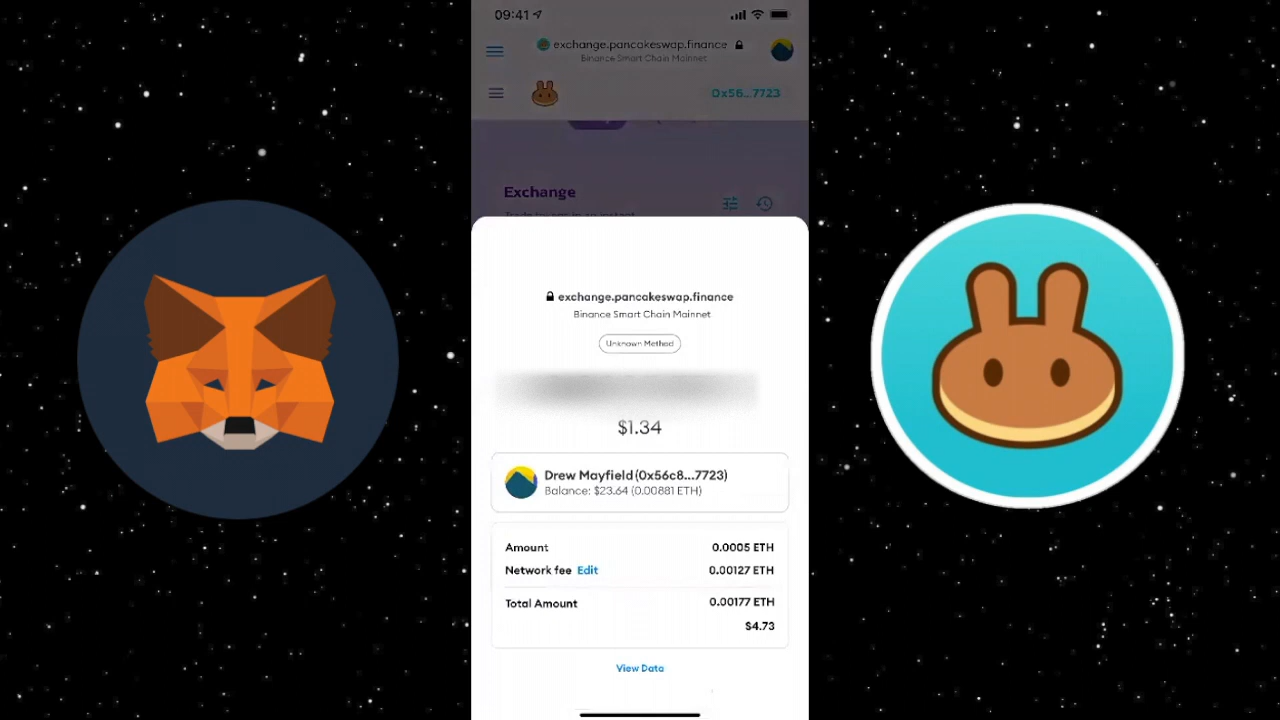 09:41
exchange.pancakeswap.finance
Binance Smart Chain Mainnet
0x56...7723
Exchange
exchange.pancakeswap.finance
Binance Smart Chain Mainnet
Unknown Method
$1.34
Drew Mayfield (0x56c8...7723)
Balance: $23.64 (0.00881 ETH)
Amount 0.0005 ETH
Network fee Edit 0.00127 ETH
Total Amount 0.00177 ETH
$4.73
View Data